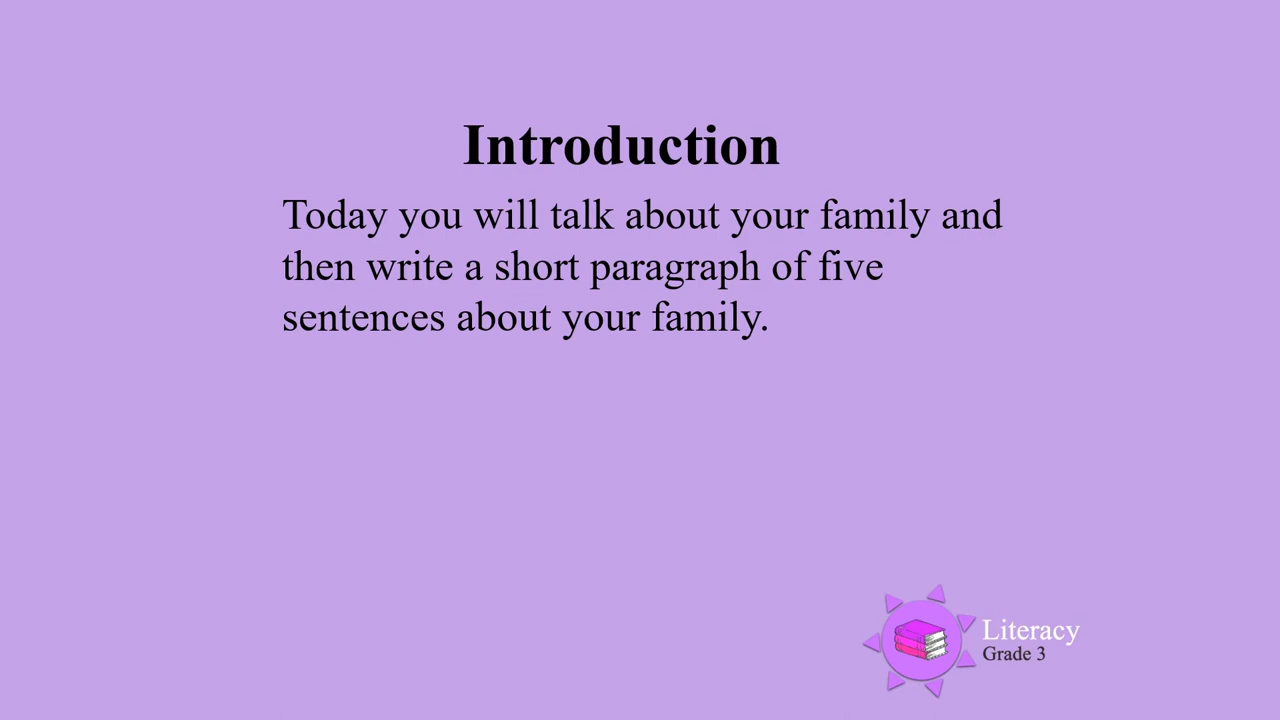 Introduction
Today you will talk about your family and
then write a short paragraph of five
sentences about your family.
Literacy
Grade 3